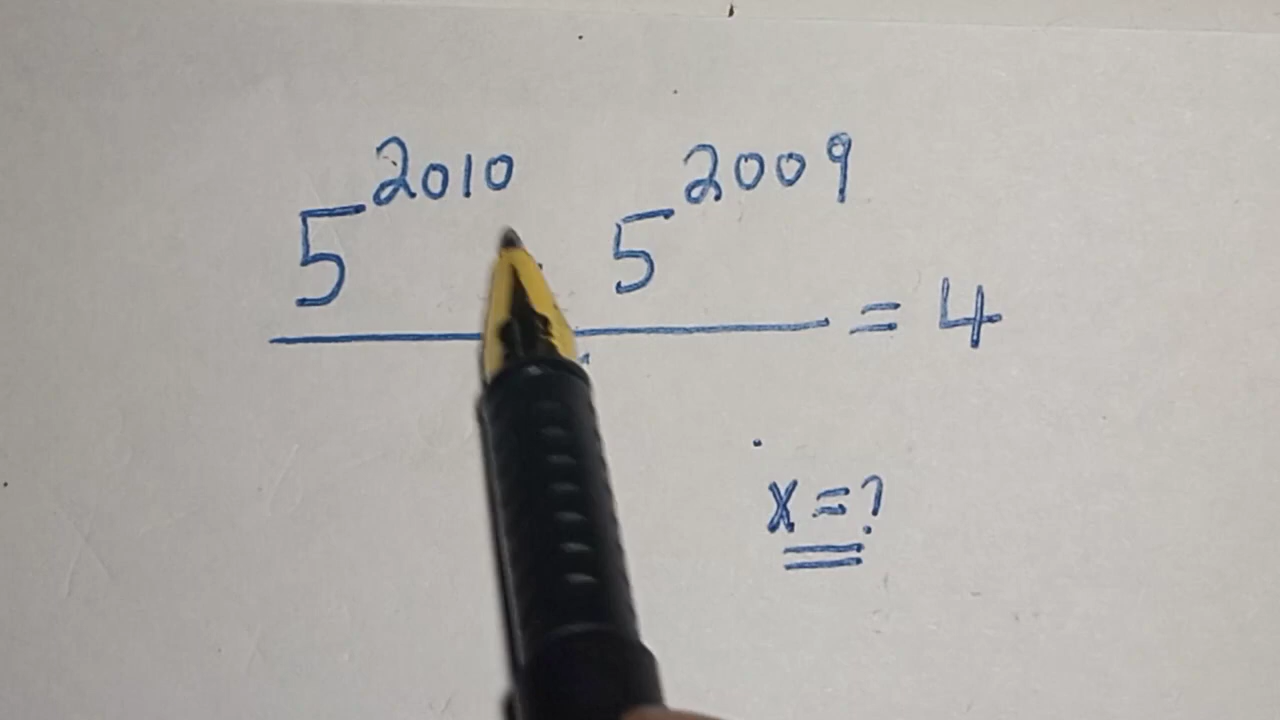 5^2010 5^2009
= 4
x = ?